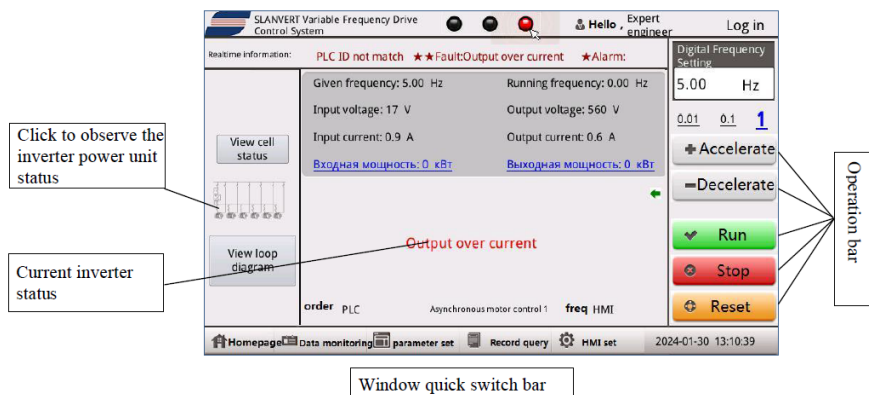 SLANVERT Variable Frequency Drive
Control System
Hello , Expert
engineer
Log in
Realtime information:
PLC ID not match ★★Fault:Output over current ★Alarm:
Digital Frequency
Setting
Given frequency: 5.00 Hz
Running frequency: 0.00 Hz
5.00 Hz
Input voltage: 17 V
Output voltage: 560 V
0.01 0.1 1
Click to observe the
inverter power unit
status
View cell
status
Input current: 0.9 A
Output current: 0.6 A
Входная мощность: 0 кВт
Выходная мощность: 0 кВт
Accelerate
Decelerate
Operation bar
Output over current
Run
View loop
diagram
Current inverter
status
Stop
order PLC
Asynchronous motor control 1
freq HMI
Reset
Homepage
Data monitoring
parameter set
Record query
HMI set
2024-01-30 13:10:39
Window quick switch bar